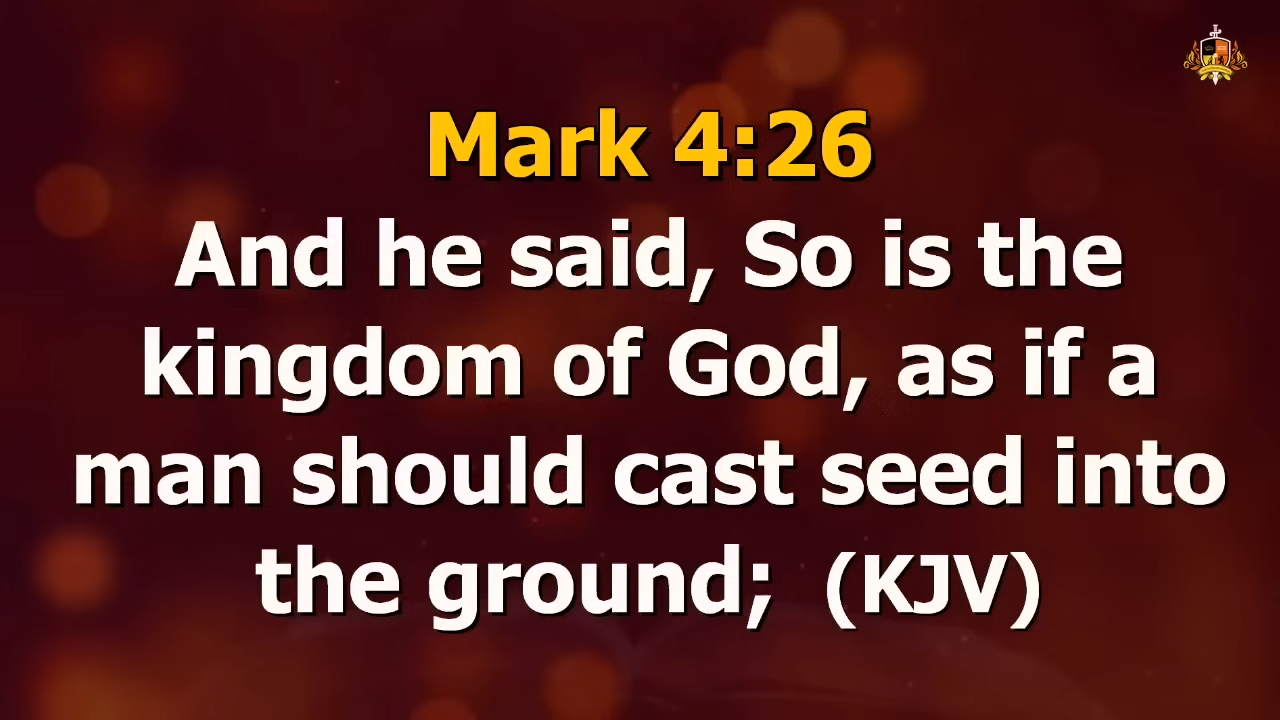 Mark 4:26
And he said, So is the
kingdom of God, as if a
man should cast seed into
the ground;  (KJV)